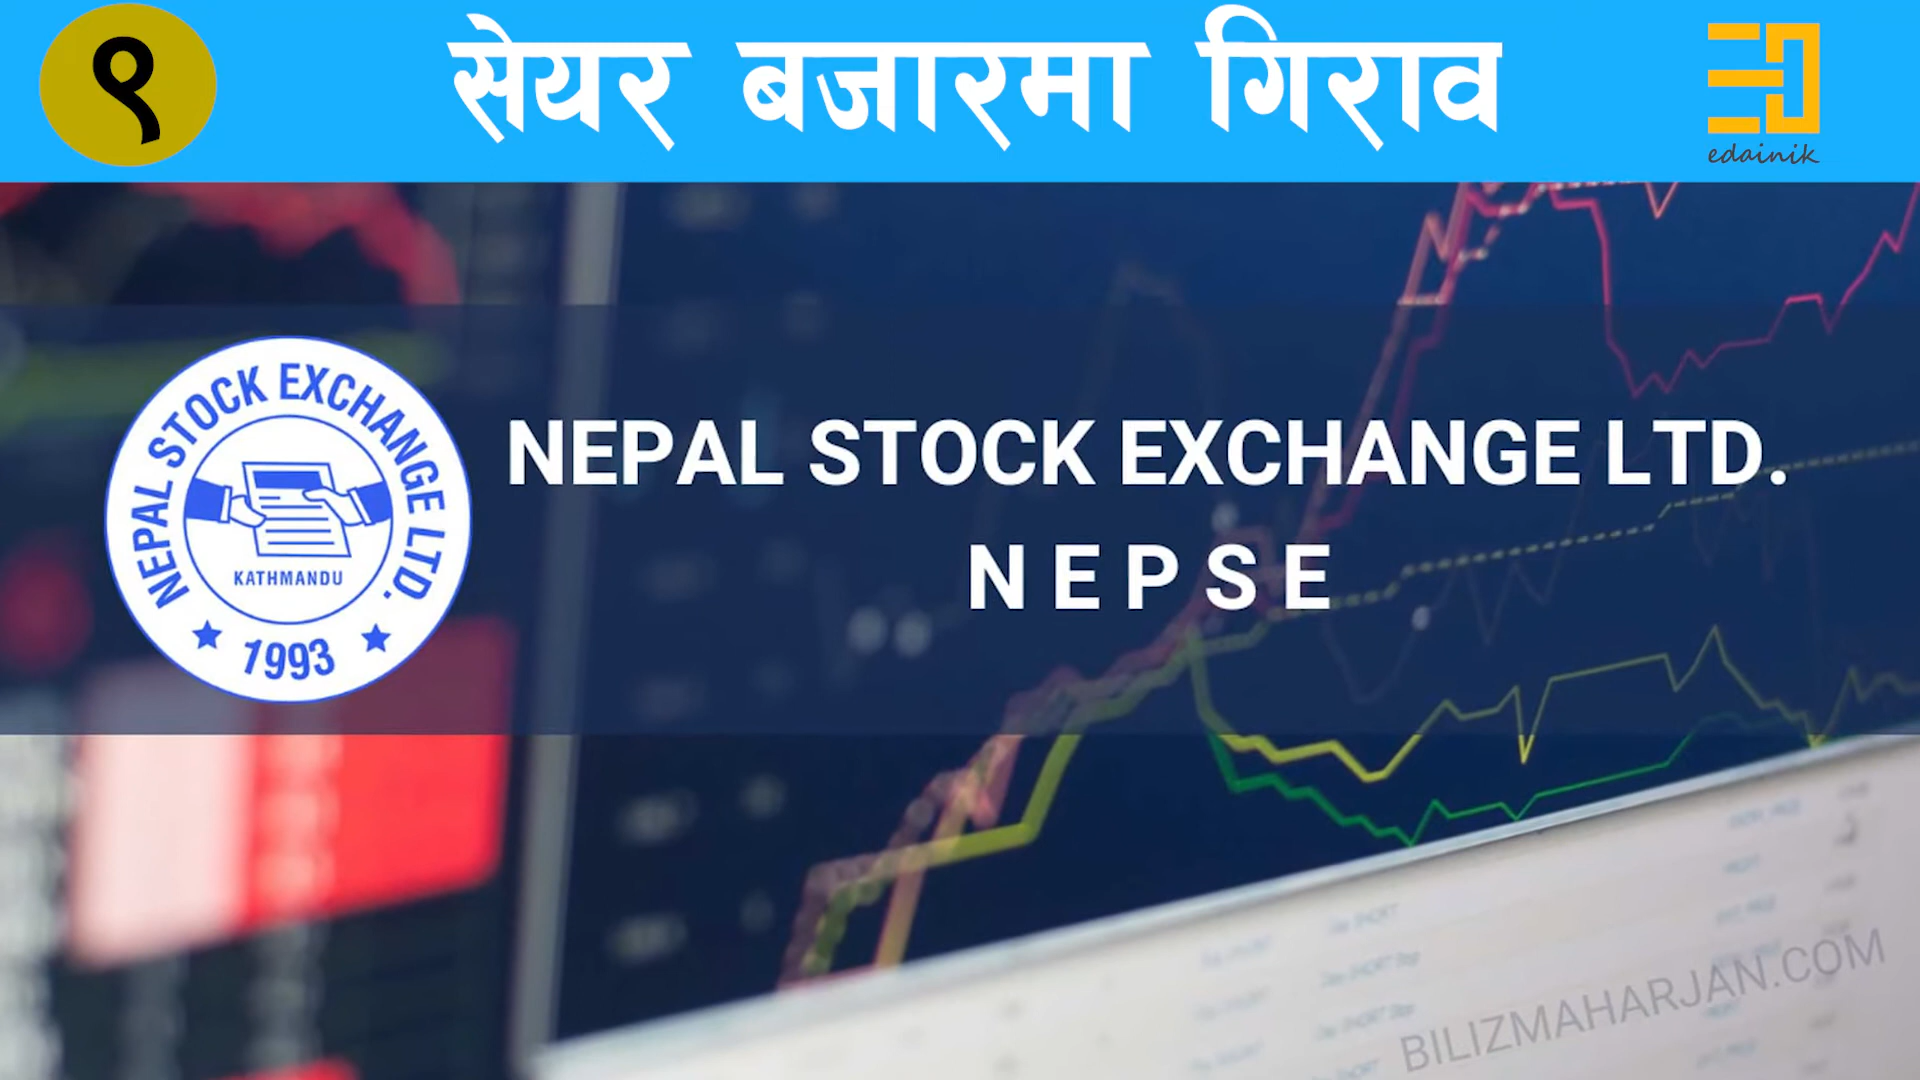 १
सेयर बजारमा गिराव
edainik
NEPAL STOCK EXCHANGE LTD.
KATHMANDU
1993
NEPAL STOCK EXCHANGE LTD.
NEPSE
BILIZMAHARJAN.COM